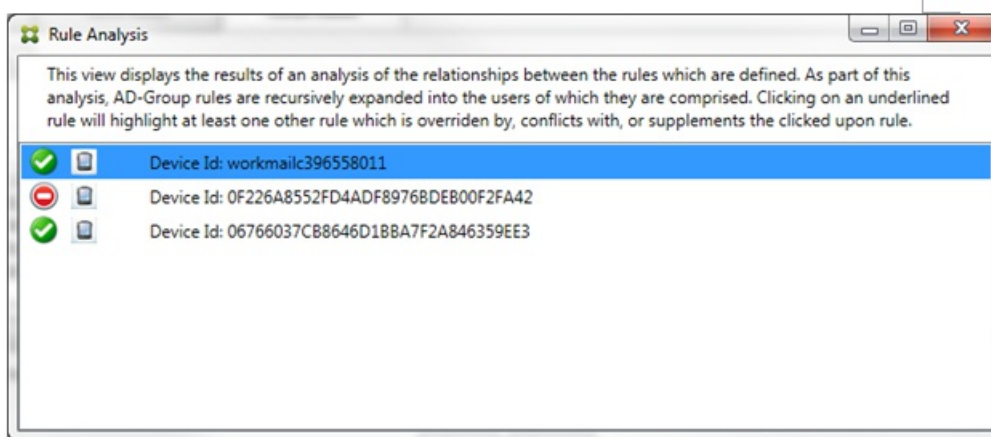 Rule Analysis
This view displays the results of an analysis of the relationships between the rules which are defined. As part of this
analysis, AD-Group rules are recursively expanded into the users of which they are comprised. Clicking on an underlined
rule will highlight at least one other rule which is overriden by, conflicts with, or supplements the clicked upon rule.
Device Id: workmailc396558011
Device Id: 0F226A8552FD4ADF8976BDEB00F2FA42
Device Id: 06766037CB8646D1BBA7F2A846359EE3